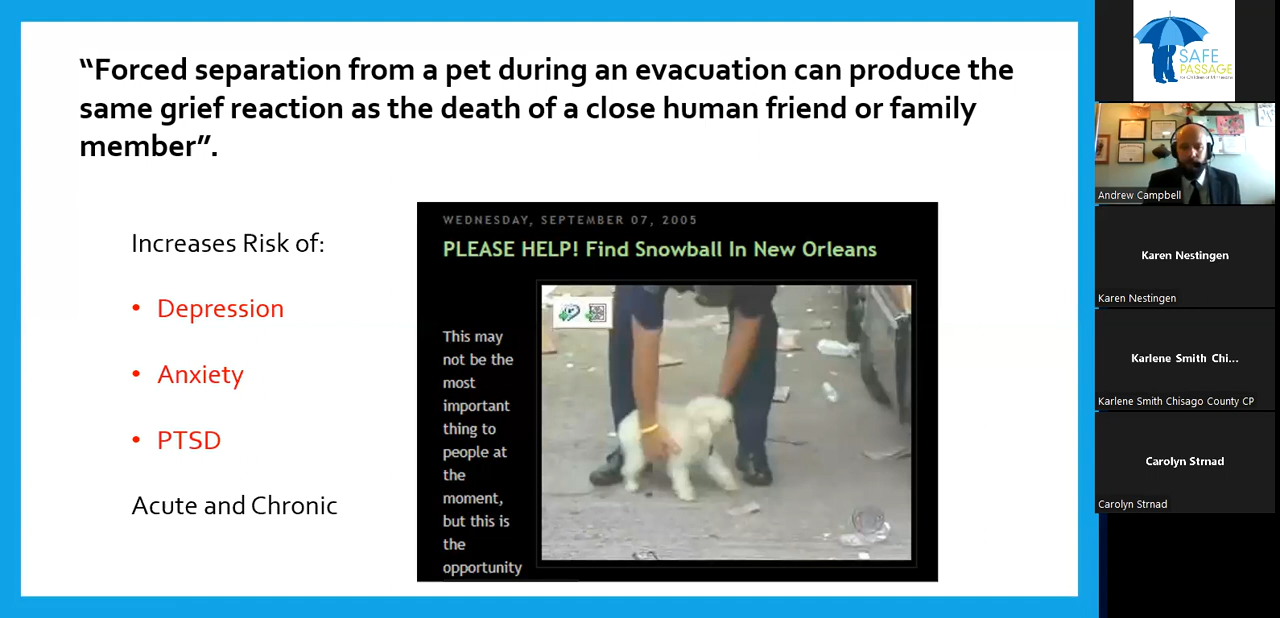 “Forced separation from a pet during an evacuation can produce the
same grief reaction as the death of a close human friend or family
member”.
Increases Risk of:
• Depression
• Anxiety
• PTSD
Acute and Chronic
WEDNESDAY, SEPTEMBER 07, 2005
PLEASE HELP! Find Snowball In New Orleans
This may
not be the
most
important
thing to
people at
the
moment,
but this is
the
opportunity
SAFE
PASSAGE
Andrew Campbell
Karen Nestingen
Karen Nestingen
Karlene Smith Chi...
Karlene Smith Chisago County CP
Carolyn Strnad
Carolyn Strnad